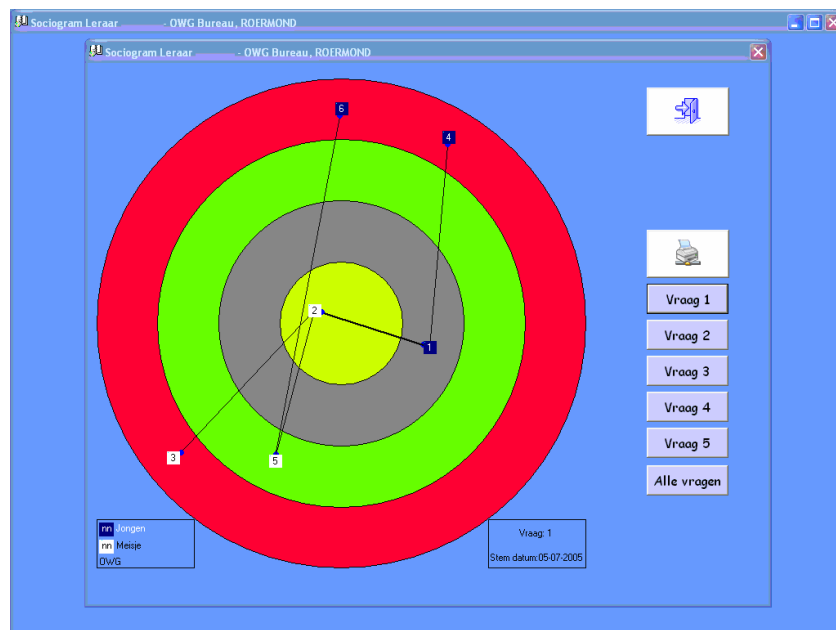 Sociogram Leraar - OWG Bureau, ROERMOND
Sociogram Leraar - OWG Bureau, ROERMOND
6
4
2
1
3
5
Vraag 1
Vraag 2
Vraag 3
Vraag 4
Vraag 5
Alle vragen
nn Jongen
nn Meisje
OWG
Vraag: 1
Stem datum:05-07-2005